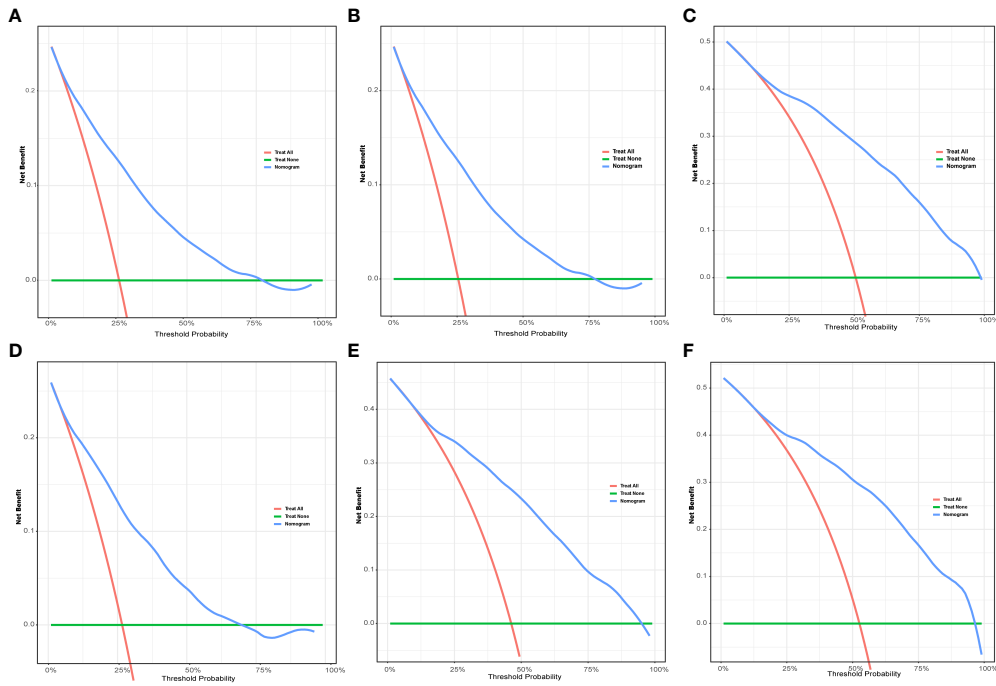 A
Net Benefit
0.2
0.1
0.0
Treat All
Treat None
Nomogram
0%
25%
50%
75%
100%
Threshold Probability
B
Net Benefit
0.2
0.1
0.0
Treat All
Treat None
Nomogram
0%
25%
50%
75%
100%
Threshold Probability
C
Net Benefit
0.5
0.4
0.3
0.2
0.1
0.0
Treat All
Treat None
Nomogram
0%
25%
50%
75%
100%
Threshold Probability
D
Net Benefit
0.2
0.1
0.0
Treat All
Treat None
Nomogram
0%
25%
50%
75%
100%
Threshold Probability
E
Net Benefit
0.4
0.3
0.2
0.1
0.0
Treat All
Treat None
Nomogram
0%
25%
50%
75%
100%
Threshold Probability
F
Net Benefit
0.5
0.4
0.3
0.2
0.1
0.0
Treat All
Treat None
Nomogram
0%
25%
50%
75%
100%
Threshold Probability